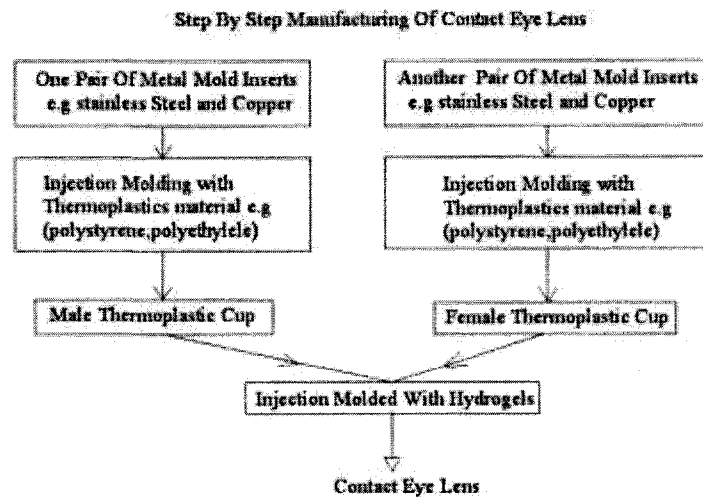 Step By Step Manufacturing Of Contact Eye Lens
One Pair Of Metal Mold Inserts
e.g stainless Steel and Copper
Another Pair Of Metal Mold Inserts
e.g stainless Steel and Copper
Injection Molding with
Thermoplastics material e.g
(polystyrene,polyethylele)
Injection Molding with
Thermoplastics material e.g
(polystyrene,polyethylele)
Male Thermoplastic Cup
Female Thermoplastic Cup
Injection Molded With Hydrogels
Contact Eye Lens